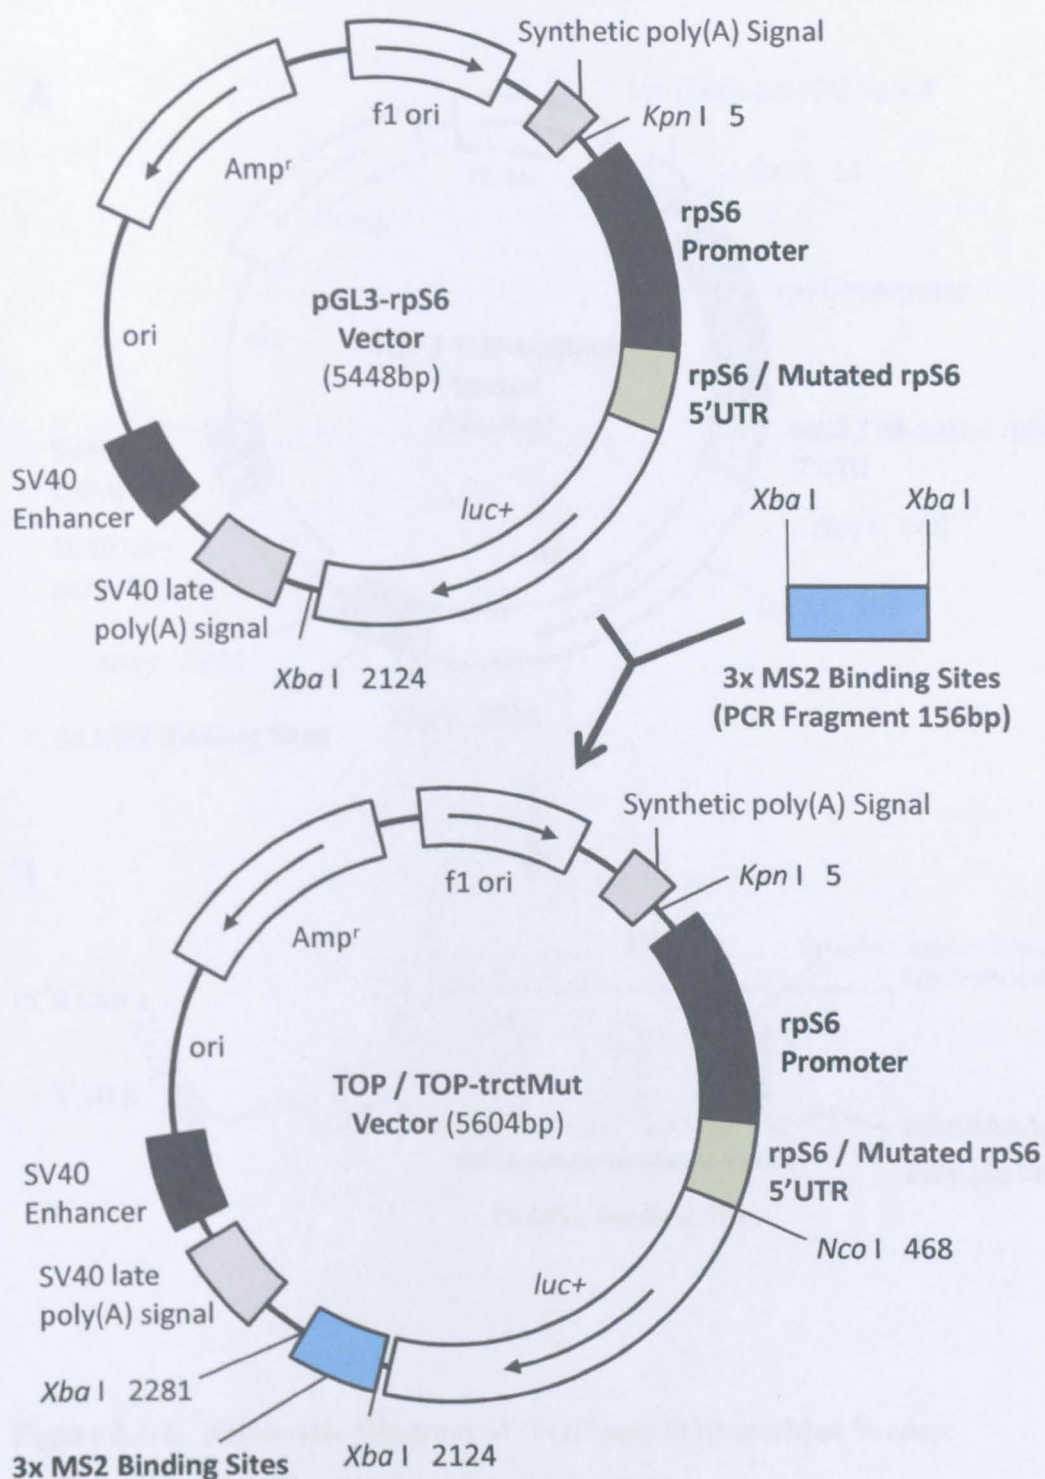 Synthetic poly(A) Signal
f1 ori
Kpn I 5
Ampʳ
rpS6
Promoter
pGL3-rpS6
Vector
(5448bp)
ori
rpS6 / Mutated rpS6
5'UTR
SV40
Enhancer
luc+
Xba I
Xba I
SV40 late
poly(A) signal
Xba I 2124
3x MS2 Binding Sites
(PCR Fragment 156bp)
Synthetic poly(A) Signal
f1 ori
Kpn I 5
Ampʳ
rpS6
Promoter
ori
TOP / TOP-trctMut
Vector (5604bp)
rpS6 / Mutated rpS6
5'UTR
SV40
Enhancer
Nco I 468
SV40 late
poly(A) signal
luc+
Xba I 2281
Xba I 2124
3x MS2 Binding Sites